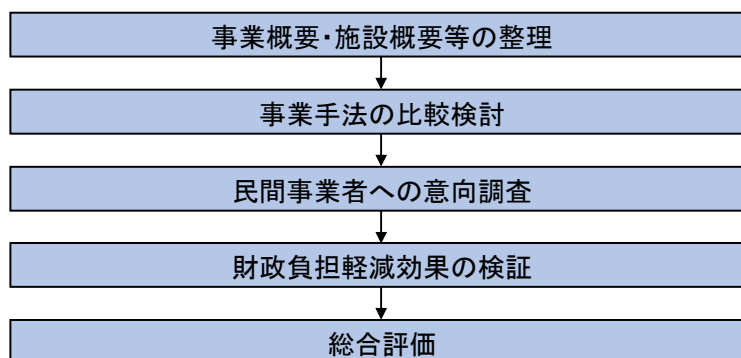 事業概要・施設概要等の整理
事業手法の比較検討
民間事業者への意向調査
財政負担軽減効果の検証
総合評価